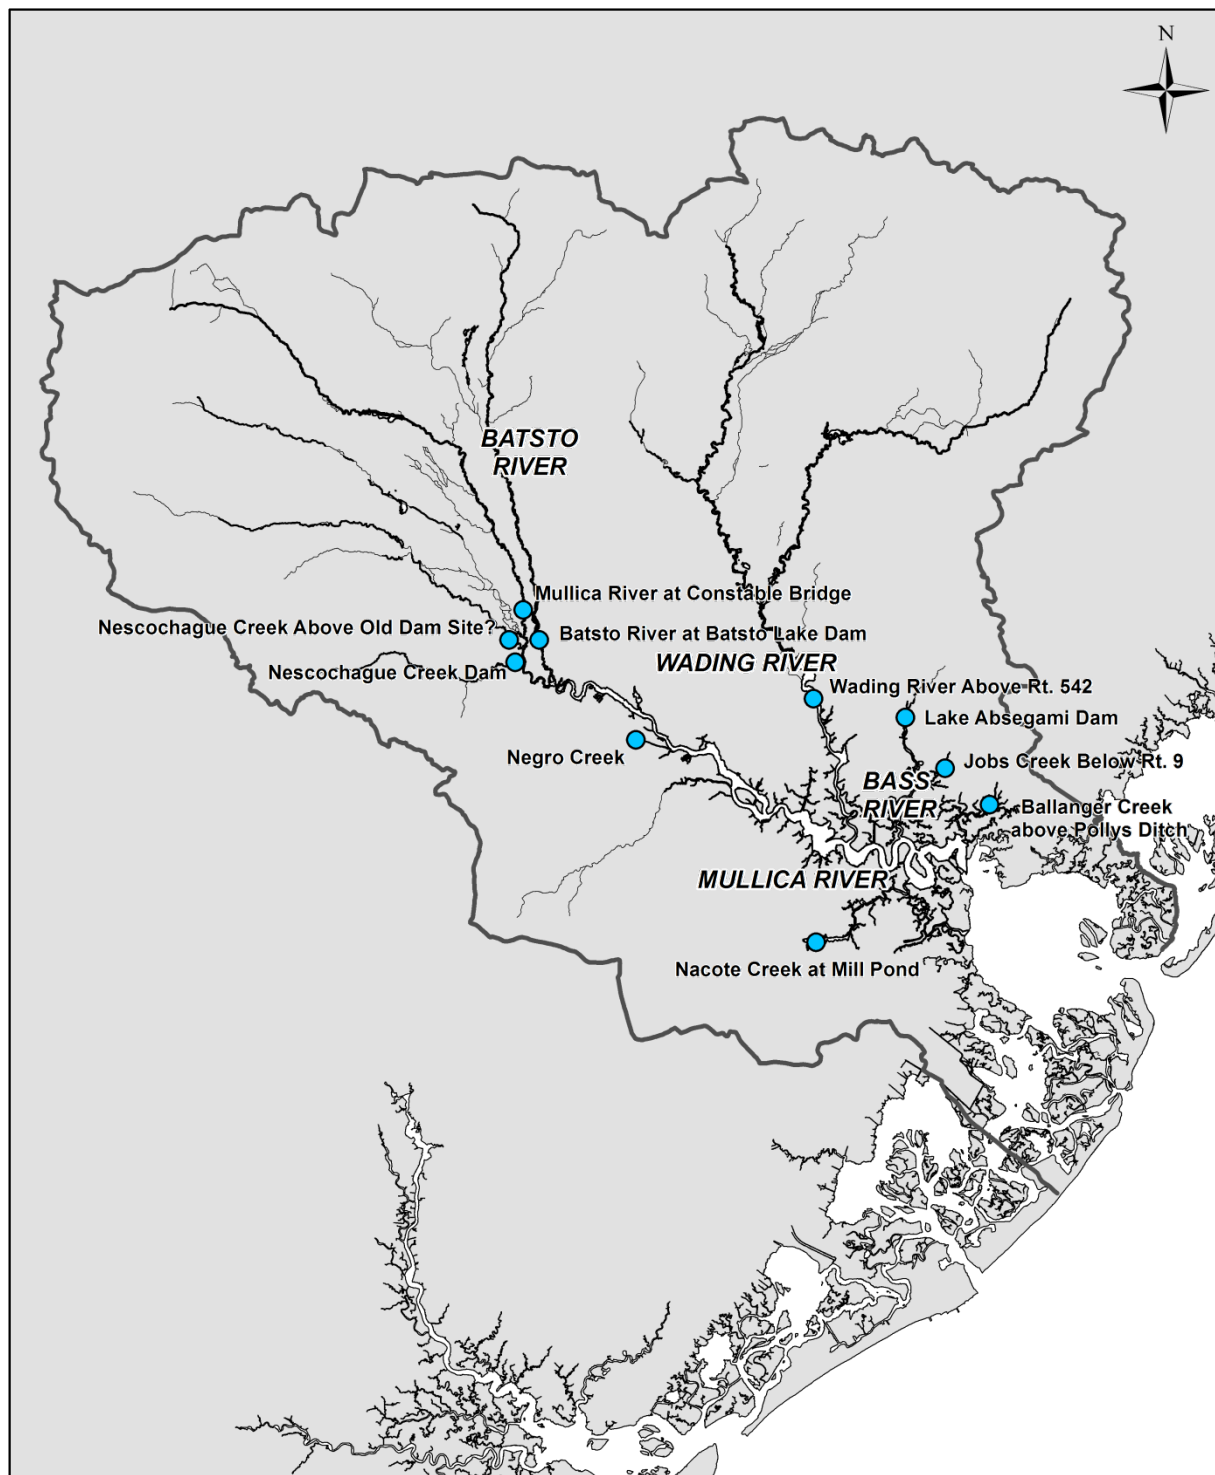 N
BATSTO
RIVER
Mullica River at Constable Bridge
Nescochague Creek Above Old Dam Site?
Batsto River at Batsto Lake Dam
Nescochague Creek Dam
WADING RIVER
Wading River Above Rt. 542
Lake Absegami Dam
Negro Creek
Jobs Creek Below Rt. 9
BASS
RIVER
Ballanger Creek
above Pollys Ditch
MULLICA RIVER
Nacote Creek at Mill Pond